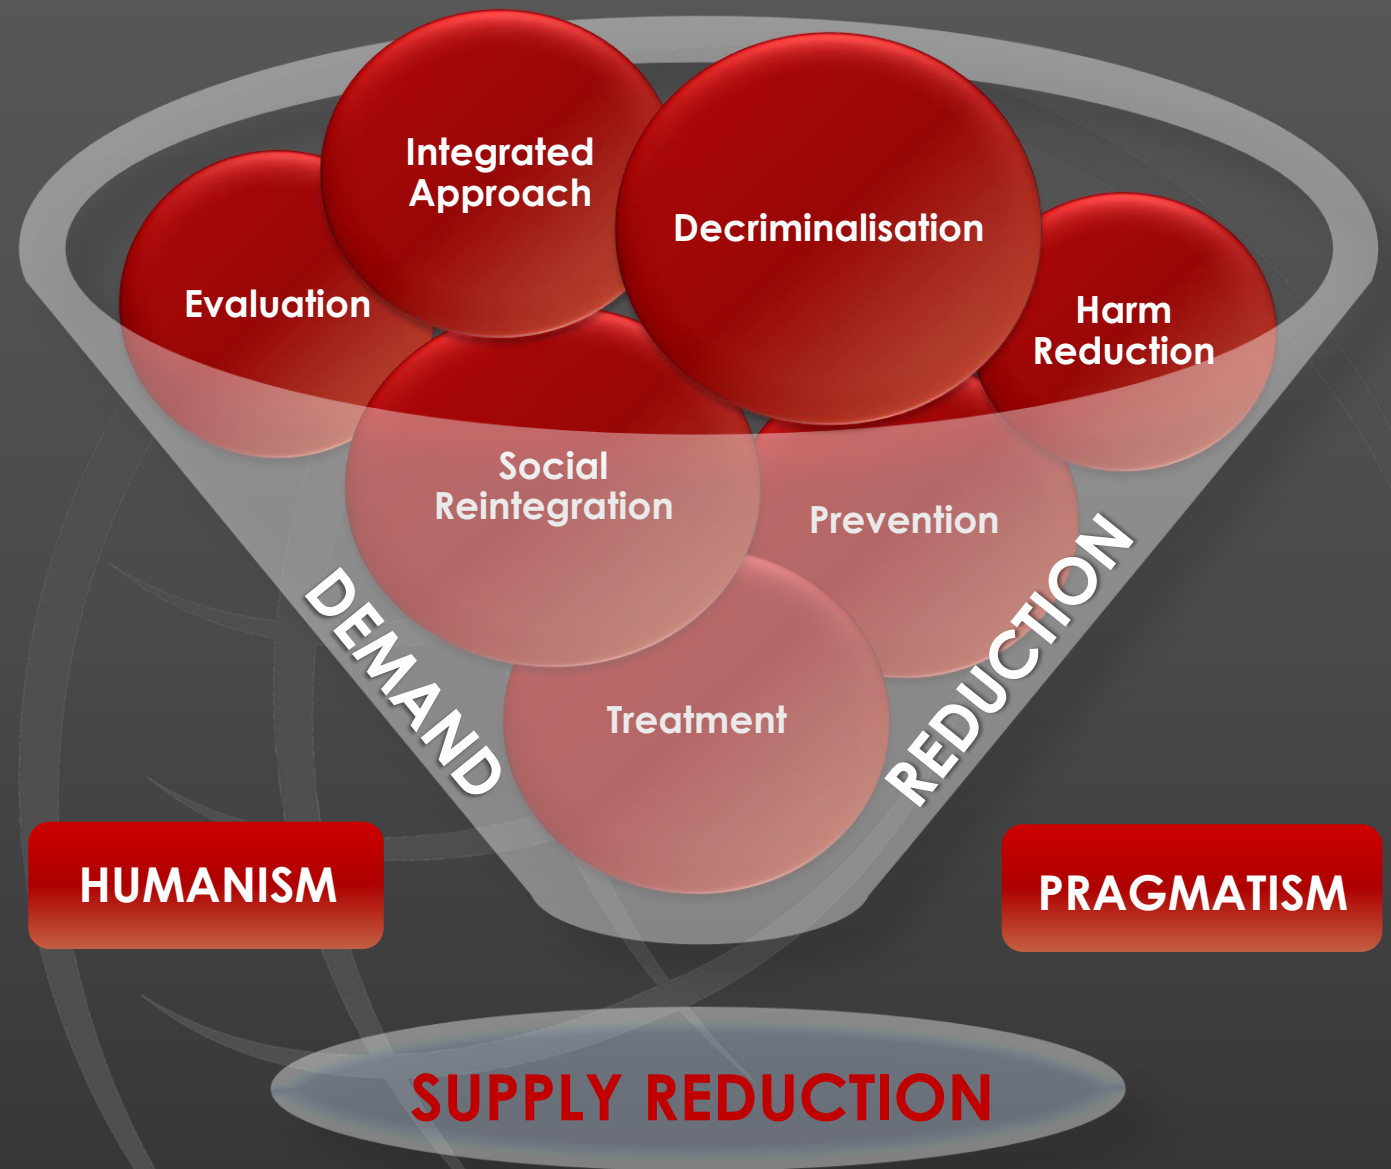 Integrated
Approach
Decriminalisation
Evaluation
Harm
Reduction
Social
Reintegration
Prevention
Treatment
DEMAND
REDUCTION
HUMANISM
PRAGMATISM
SUPPLY REDUCTION